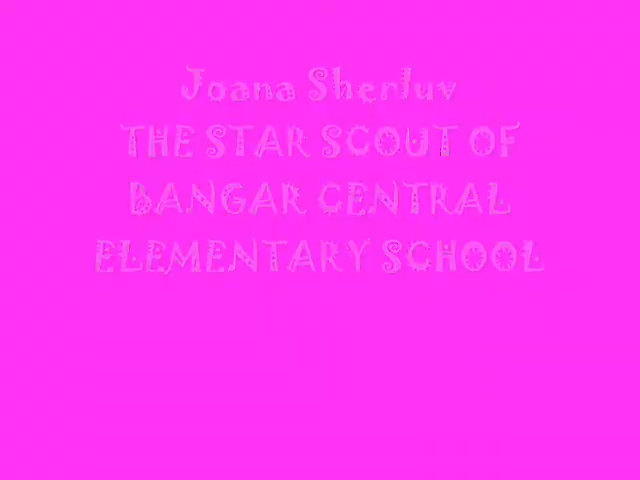 Joana Sherluv
THE STAR SCOUT OF
BANGAR CENTRAL
ELEMENTARY SCHOOL